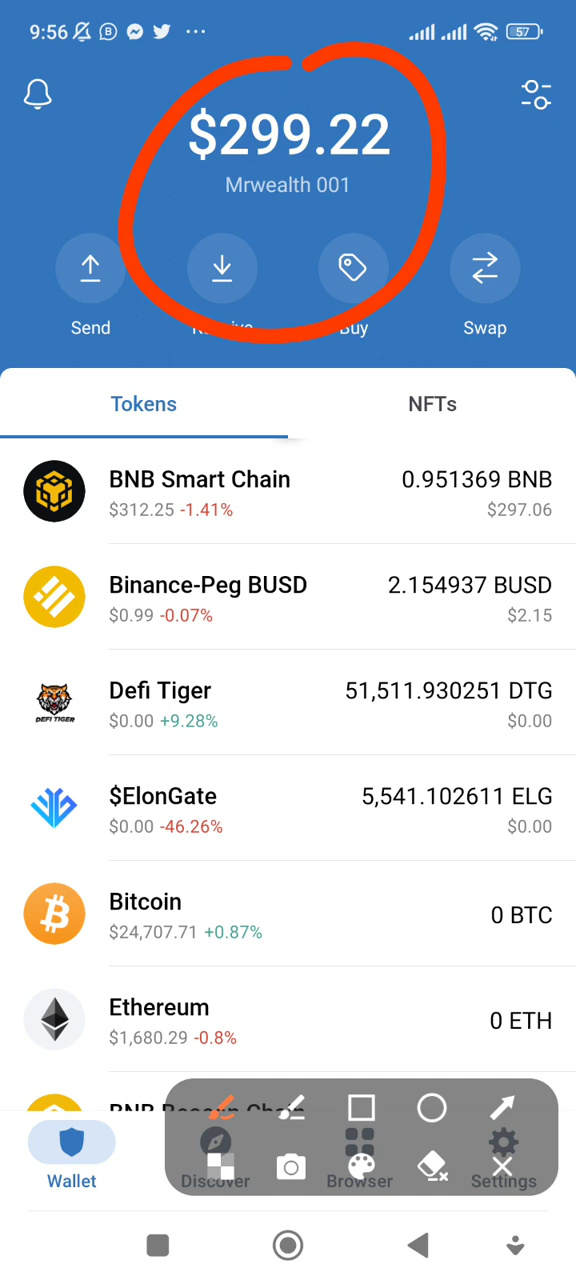 9:56
57
$299.22
Mrwealth 001
Send
Receive
Buy
Swap
Tokens
NFTs
BNB Smart Chain 0.951369 BNB
$312.25 -1.41% $297.06
Binance-Peg BUSD 2.154937 BUSD
$0.99 -0.07% $2.15
DEFI TIGER
Defi Tiger 51,511.930251 DTG
$0.00 +9.28% $0.00
$ElonGate 5,541.102611 ELG
$0.00 -46.26% $0.00
Bitcoin 0 BTC
$24,707.71 +0.87%
Ethereum 0 ETH
$1,680.29 -0.8%
BNB Beacon Chain
Wallet
Discover
Browser
Settings